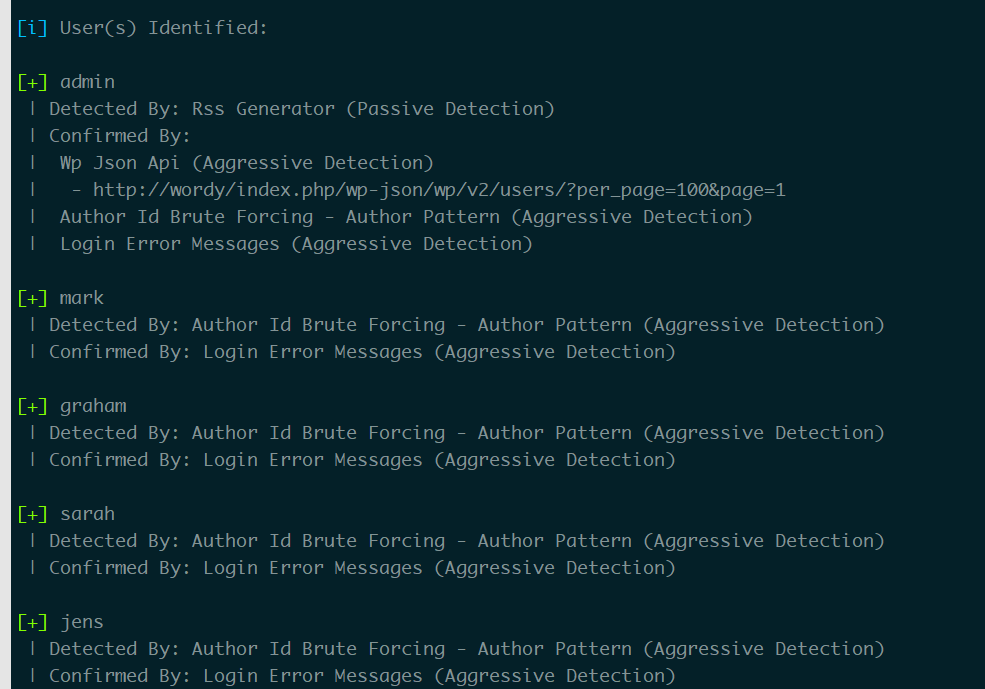 [i] User(s) Identified:
[+] admin
| Detected By: Rss Generator (Passive Detection)
| Confirmed By:
| Wp Json Api (Aggressive Detection)
| - http://wordy/index.php/wp-json/wp/v2/users/?per_page=100&page=1
| Author Id Brute Forcing - Author Pattern (Aggressive Detection)
| Login Error Messages (Aggressive Detection)
[+] mark
| Detected By: Author Id Brute Forcing - Author Pattern (Aggressive Detection)
| Confirmed By: Login Error Messages (Aggressive Detection)
[+] graham
| Detected By: Author Id Brute Forcing - Author Pattern (Aggressive Detection)
| Confirmed By: Login Error Messages (Aggressive Detection)
[+] sarah
| Detected By: Author Id Brute Forcing - Author Pattern (Aggressive Detection)
| Confirmed By: Login Error Messages (Aggressive Detection)
[+] jens
| Detected By: Author Id Brute Forcing - Author Pattern (Aggressive Detection)
| Confirmed By: Login Error Messages (Aggressive Detection)